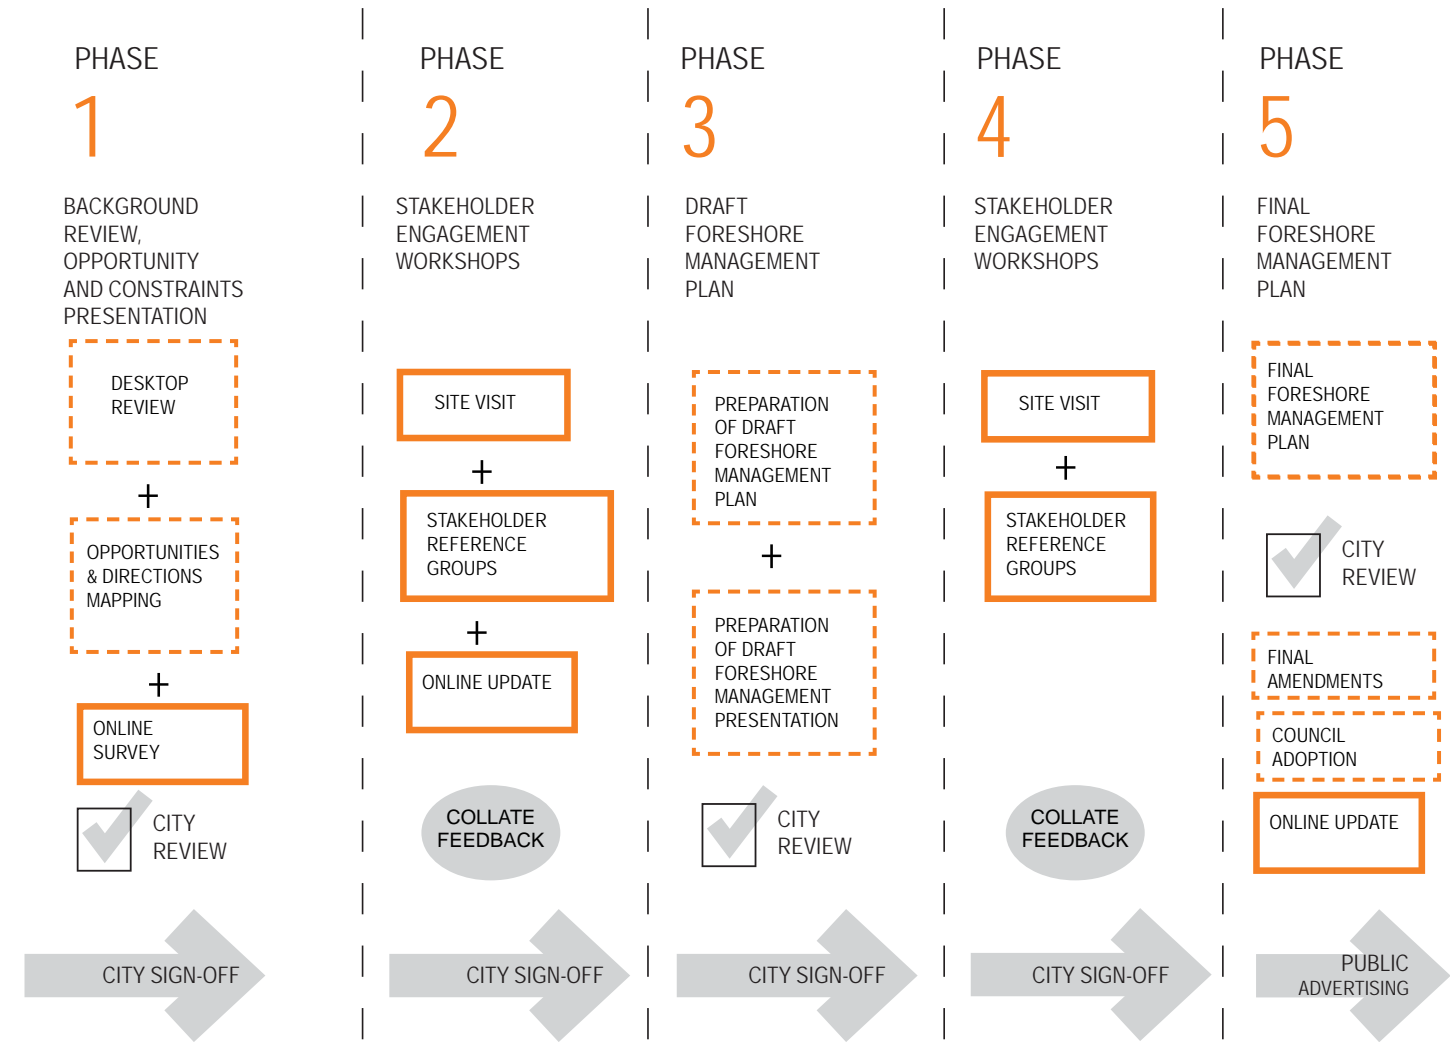 PHASE
1
BACKGROUND
REVIEW,
OPPORTUNITY
AND CONSTRAINTS
PRESENTATION
DESKTOP
REVIEW
+
OPPORTUNITIES
& DIRECTIONS
MAPPING
+
ONLINE
SURVEY
CITY
REVIEW
CITY SIGN-OFF
PHASE
2
STAKEHOLDER
ENGAGEMENT
WORKSHOPS
SITE VISIT
+
STAKEHOLDER
REFERENCE
GROUPS
+
ONLINE UPDATE
COLLATE
FEEDBACK
CITY SIGN-OFF
PHASE
3
DRAFT
FORESHORE
MANAGEMENT
PLAN
PREPARATION
OF DRAFT
FORESHORE
MANAGEMENT
PLAN
+
PREPARATION
OF DRAFT
FORESHORE
MANAGEMENT
PRESENTATION
CITY
REVIEW
CITY SIGN-OFF
PHASE
4
STAKEHOLDER
ENGAGEMENT
WORKSHOPS
SITE VISIT
+
STAKEHOLDER
REFERENCE
GROUPS
COLLATE
FEEDBACK
CITY SIGN-OFF
PHASE
5
FINAL
FORESHORE
MANAGEMENT
PLAN
FINAL
FORESHORE
MANAGEMENT
PLAN
CITY
REVIEW
FINAL
AMENDMENTS
COUNCIL
ADOPTION
ONLINE UPDATE
PUBLIC
ADVERTISING